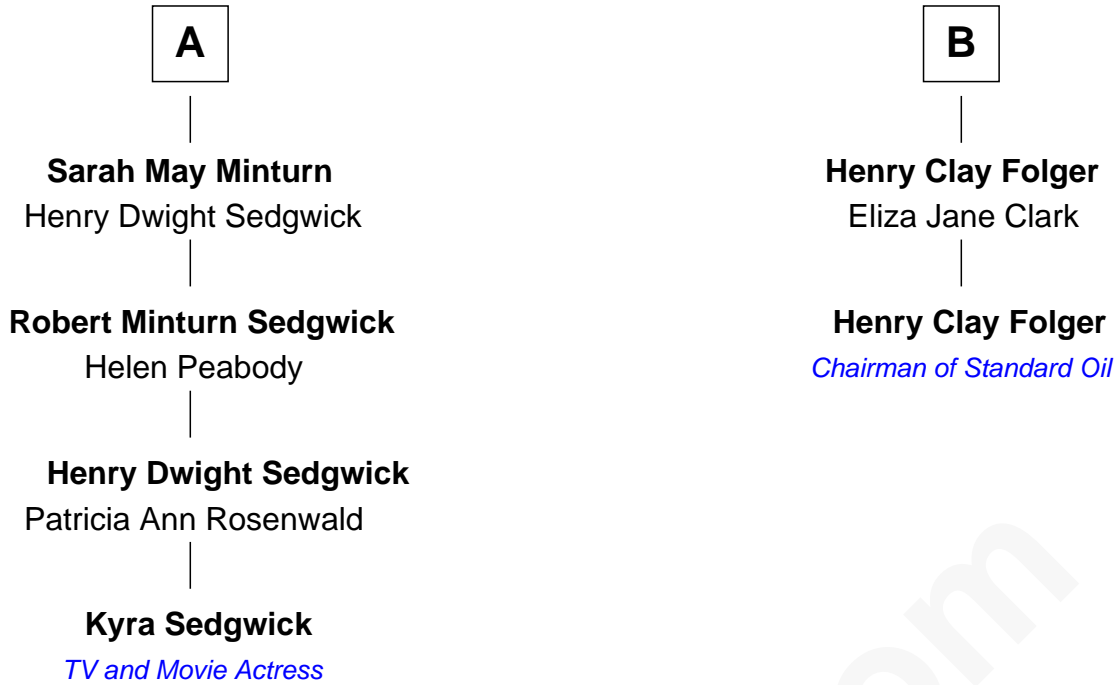 A
Sarah May Minturn
Henry Dwight Sedgwick
Robert Minturn Sedgwick
Helen Peabody
Henry Dwight Sedgwick
Patricia Ann Rosenwald
Kyra Sedgwick
TV and Movie Actress
B
Henry Clay Folger
Eliza Jane Clark
Henry Clay Folger
Chairman of Standard Oil
om